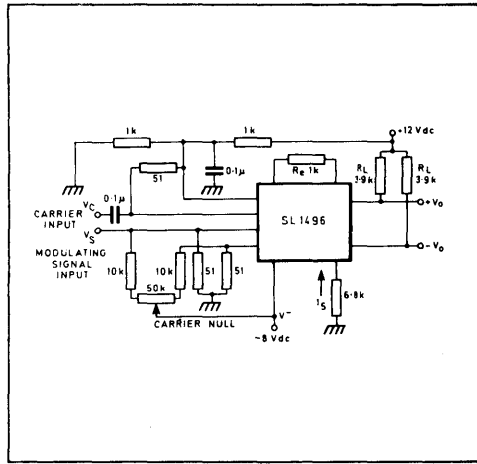 1k
1k
+12 Vdc
51
0·1μ
Re 1k
RL
3·9k
RL
3·9k
0·1μ
VC
CARRIER
INPUT
VS
MODULATING
SIGNAL
INPUT
SL1496
+Vo
-Vo
10k
10k
51
51
50k
CARRIER NULL
V-
-8 Vdc
IS
6·8k